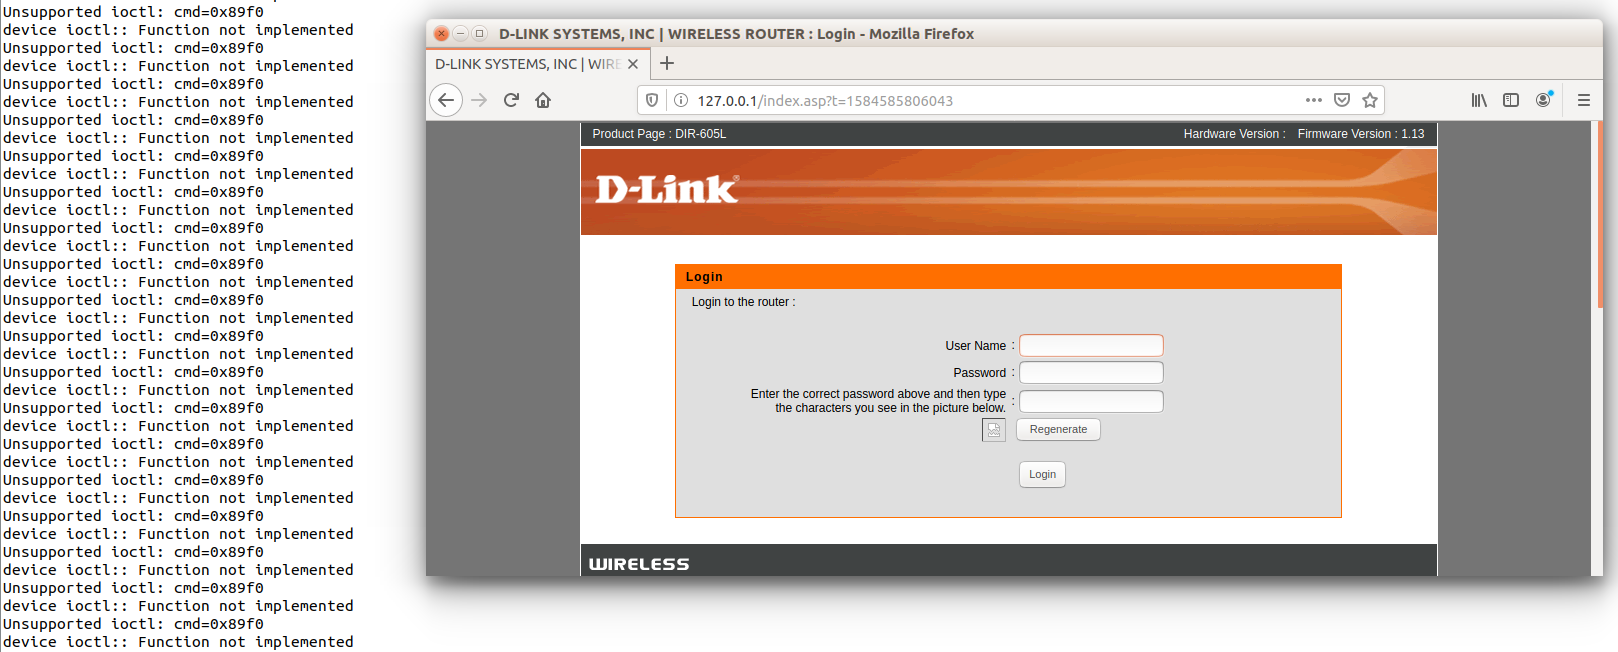 Unsupported ioctl: cmd=0x89f0
device ioctl:: Function not implemented
Unsupported ioctl: cmd=0x89f0
device ioctl:: Function not implemented
Unsupported ioctl: cmd=0x89f0
device ioctl:: Function not implemented
Unsupported ioctl: cmd=0x89f0
device ioctl:: Function not implemented
Unsupported ioctl: cmd=0x89f0
device ioctl:: Function not implemented
Unsupported ioctl: cmd=0x89f0
device ioctl:: Function not implemented
Unsupported ioctl: cmd=0x89f0
device ioctl:: Function not implemented
Unsupported ioctl: cmd=0x89f0
device ioctl:: Function not implemented
Unsupported ioctl: cmd=0x89f0
device ioctl:: Function not implemented
Unsupported ioctl: cmd=0x89f0
device ioctl:: Function not implemented
Unsupported ioctl: cmd=0x89f0
device ioctl:: Function not implemented
Unsupported ioctl: cmd=0x89f0
device ioctl:: Function not implemented
Unsupported ioctl: cmd=0x89f0
device ioctl:: Function not implemented
Unsupported ioctl: cmd=0x89f0
device ioctl:: Function not implemented
Unsupported ioctl: cmd=0x89f0
device ioctl:: Function not implemented
Unsupported ioctl: cmd=0x89f0
device ioctl:: Function not implemented
Unsupported ioctl: cmd=0x89f0
device ioctl:: Function not implemented
Unsupported ioctl: cmd=0x89f0
device ioctl:: Function not implemented
D-LINK SYSTEMS, INC | WIRELESS ROUTER : Login - Mozilla Firefox
D-LINK SYSTEMS, INC | WIRE
127.0.0.1/index.asp?t=1584585806043
Product Page : DIR-605L Hardware Version : Firmware Version : 1.13
D-Link®
Login
Login to the router :
User Name :
Password :
Enter the correct password above and then type
the characters you see in the picture below. :
Regenerate
Login
WIRELESS